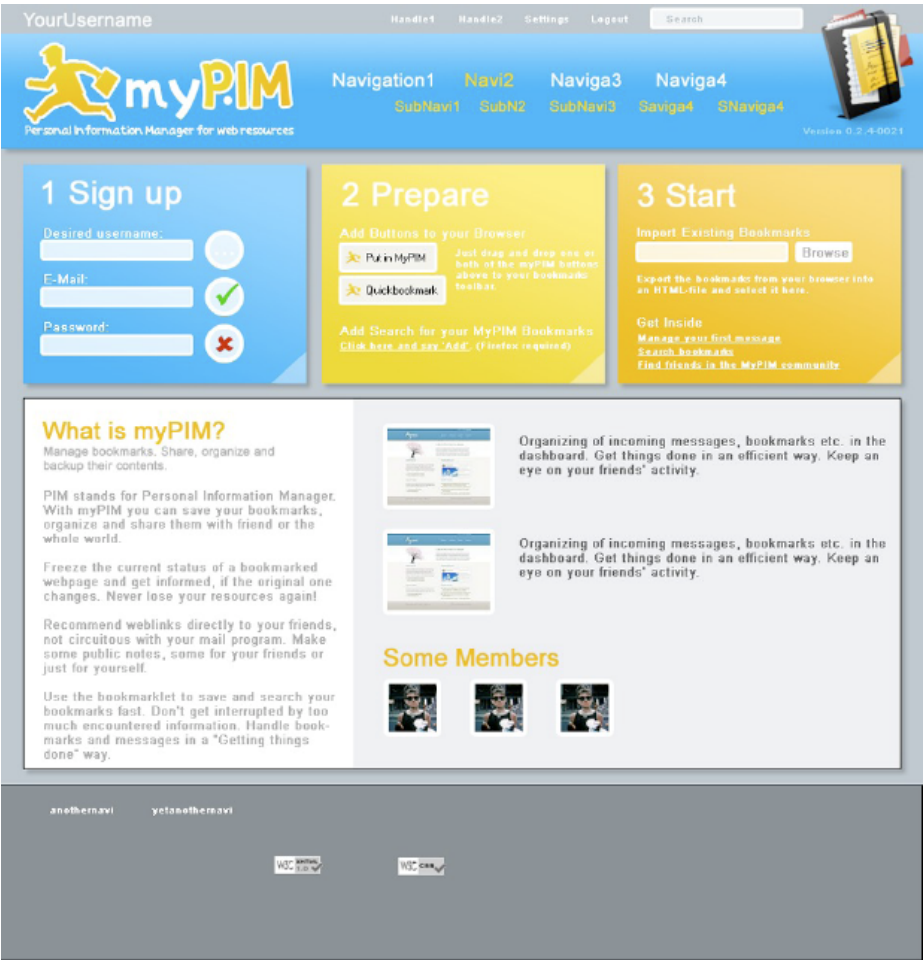 YourUsername
Handle1 Handle2 Settings Logout Search
myPIM
Personal Information Manager for web resources
Navigation1 Navi2 Naviga3 Naviga4
SubNavi1 SubN2 SubNavi3 Saviga4 SNaviga4
Version 0.2.4-0021
1 Sign up
Desired username:
...
E-Mail:
Password:
2 Prepare
Add Buttons to your Browser
Put in MyPIM
Quickbookmark
Just drag and drop one or
both of the myPIM buttons
above to your bookmarks
toolbar.
Add Search for your MyPIM Bookmarks
Click here and say 'Add'. (Firefox required)
3 Start
Import Existing Bookmarks
Browse
Export the bookmarks from your browser into
an HTML-file and select it here.
Get Inside
Manage your first message
Search bookmarks
Find friends in the MyPIM community
What is myPIM?
Manage bookmarks. Share, organize and
backup their contents.
PIM stands for Personal Information Manager.
With myPIM you can save your bookmarks,
organize and share them with friend or the
whole world.
Freeze the current status of a bookmarked
webpage and get informed, if the original one
changes. Never lose your resources again!
Recommend weblinks directly to your friends,
not circuitous with your mail program. Make
some public notes, some for your friends or
just for yourself.
Use the bookmarklet to save and search your
bookmarks fast. Don't get interrupted by too
much encountered information. Handle book-
marks and messages in a "Getting things
done" way.
Organizing of incoming messages, bookmarks etc. in the
dashboard. Get things done in an efficient way. Keep an
eye on your friends' activity.
Organizing of incoming messages, bookmarks etc. in the
dashboard. Get things done in an efficient way. Keep an
eye on your friends' activity.
Some Members
anothernavi yetanothernavi
W3C XHTML 1.0 W3C CSS